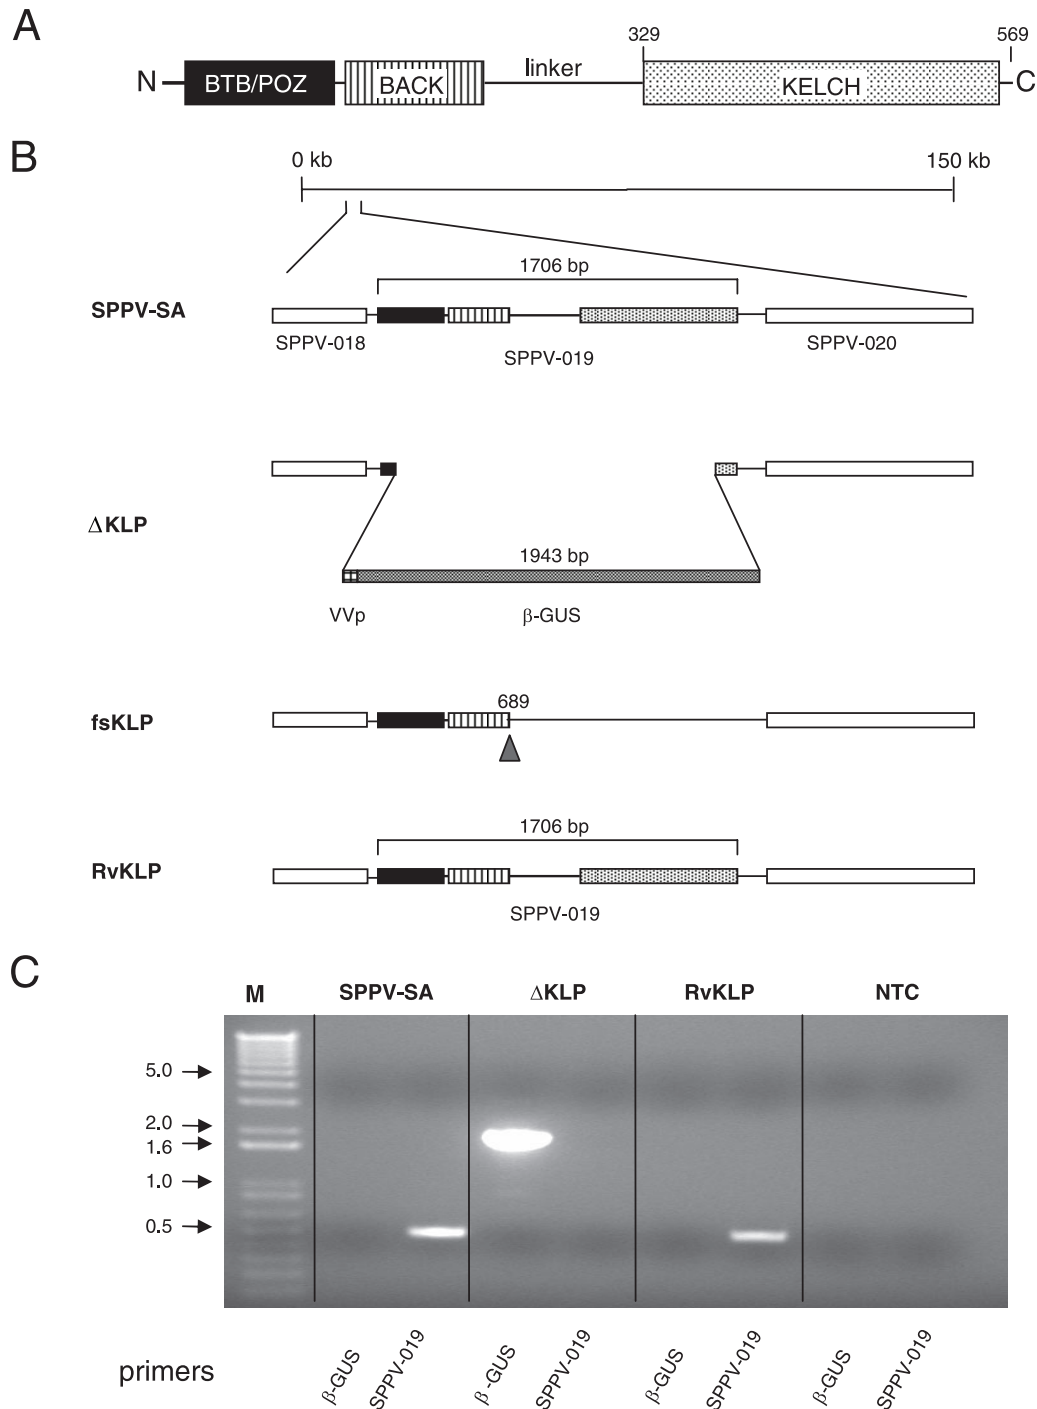 A
329 569
N BTB/POZ BACK linker KELCH C
B
0 kb 150 kb
1706 bp
SPPV-SA
SPPV-018 SPPV-019 SPPV-020
ΔKLP
1943 bp
VVp β-GUS
689
fsKLP
1706 bp
RvKLP
SPPV-019
C
M SPPV-SA ΔKLP RvKLP NTC
5.0
2.0
1.6
1.0
0.5
primers β-GUS SPPV-019 β-GUS SPPV-019 β-GUS SPPV-019 β-GUS SPPV-019